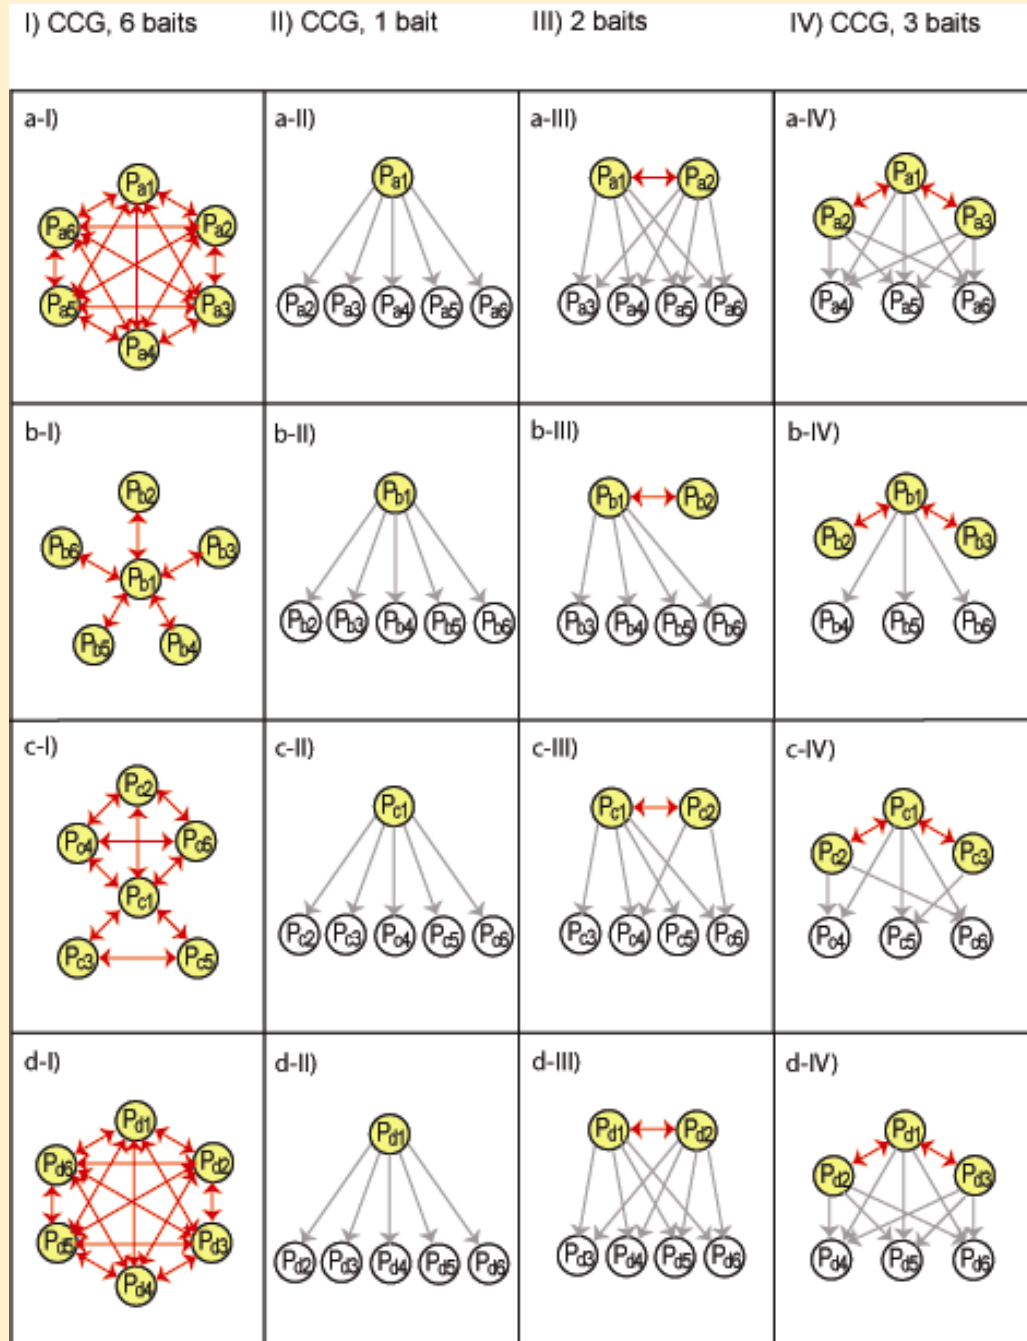 I) CCG, 6 baits II) CCG, 1 bait III) 2 baits IV) CCG, 3 baits
a-I) a-II) a-III) a-IV)
Pa1 Pa2 Pa3 Pa4 Pa5 Pa6
Pa1
Pa2 Pa3 Pa4 Pa5 Pa6
Pa1 Pa2
Pa3 Pa4 Pa5 Pa6
Pa1
Pa2 Pa3
Pa4 Pa5 Pa6
b-I) b-II) b-III) b-IV)
Pb2
Pb6 Pb3
Pb1
Pb5 Pb4
Pb1
Pb2 Pb3 Pb4 Pb5 Pb6
Pb1 Pb2
Pb3 Pb4 Pb5 Pb6
Pb1
Pb2 Pb3
Pb4 Pb5 Pb6
c-I) c-II) c-III) c-IV)
Pc2
Pc4 Pc6
Pc1
Pc3 Pc5
Pc1
Pc2 Pc3 Pc4 Pc5 Pc6
Pc1 Pc2
Pc3 Pc4 Pc5 Pc6
Pc1
Pc2 Pc3
Pc4 Pc5 Pc6
d-I) d-II) d-III) d-IV)
Pd1
Pd6 Pd2
Pd5 Pd3
Pd4
Pd1
Pd2 Pd3 Pd4 Pd5 Pd6
Pd1 Pd2
Pd3 Pd4 Pd5 Pd6
Pd1
Pd2 Pd3
Pd4 Pd5 Pd6